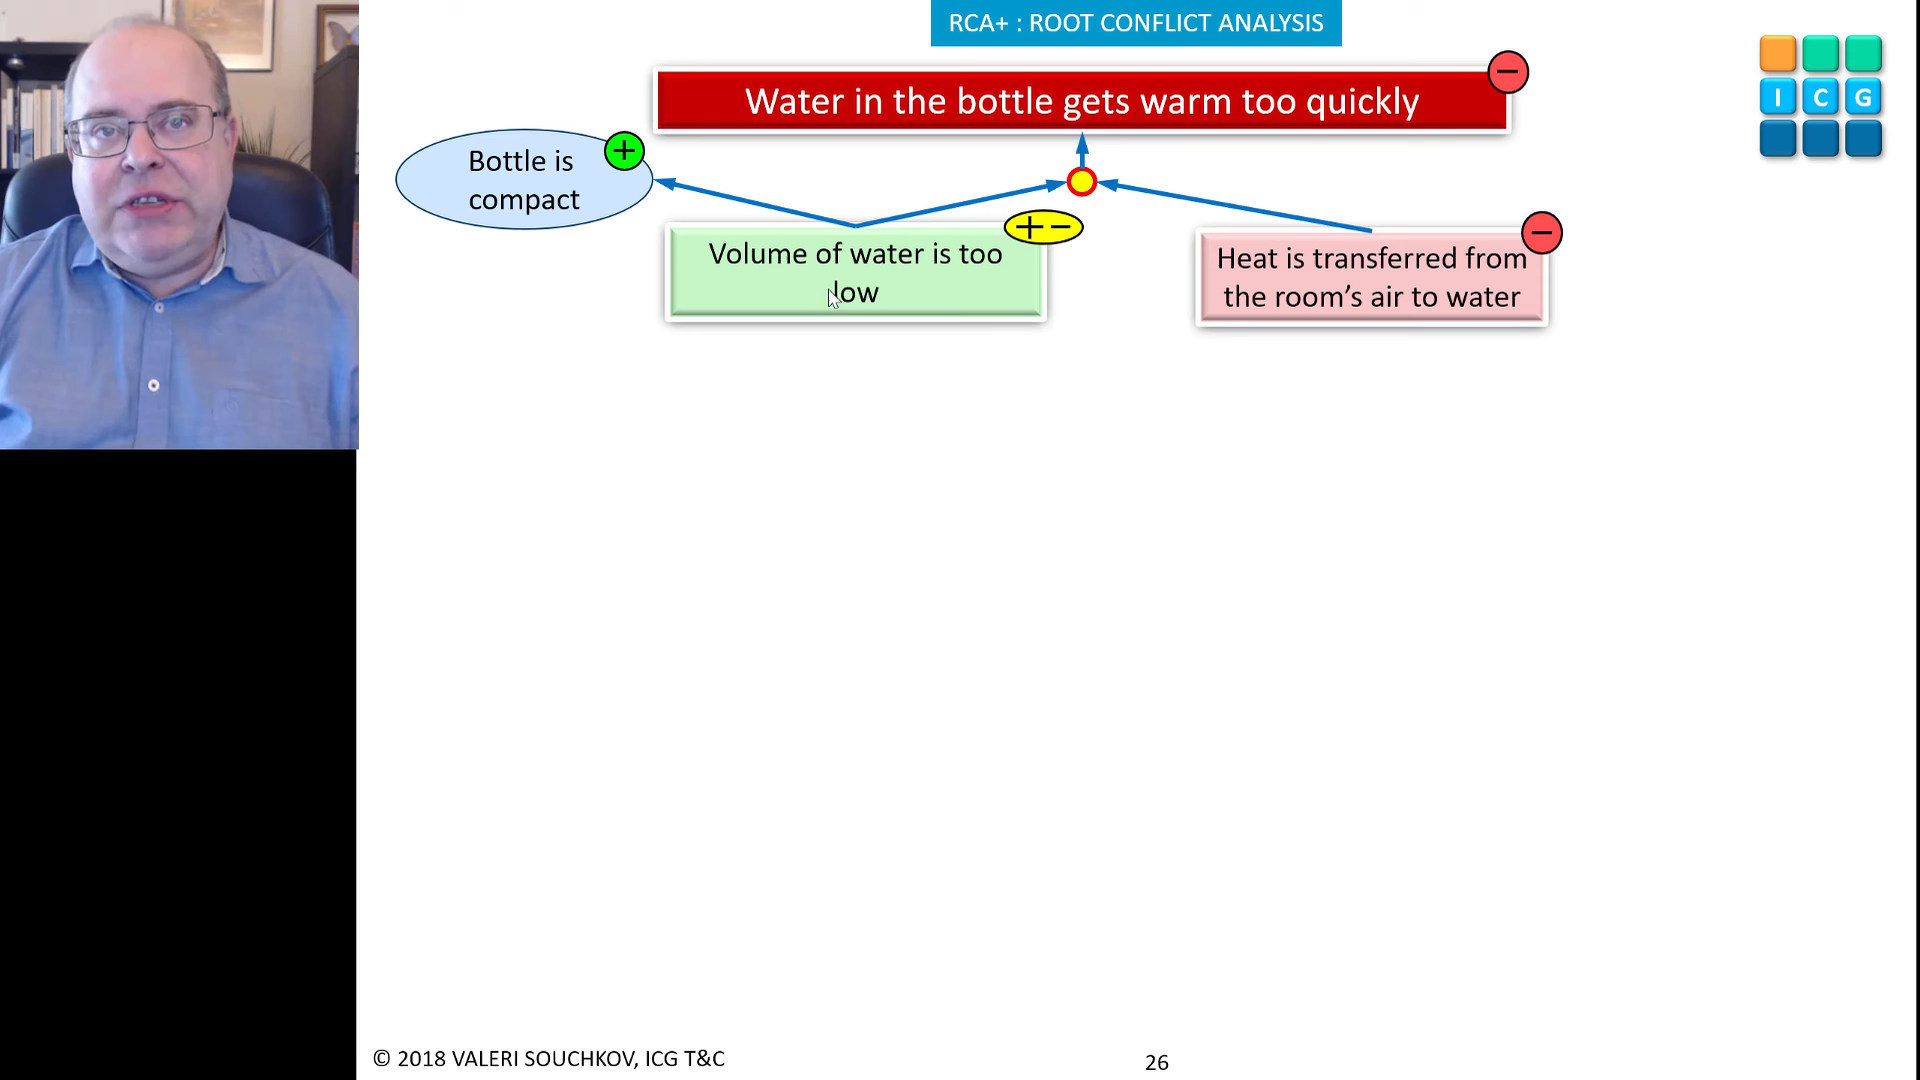 RCA+ : ROOT CONFLICT ANALYSIS
I C G
Water in the bottle gets warm too quickly
−
Bottle is
compact
+
Volume of water is too
low
+ −
Heat is transferred from
the room’s air to water
−
© 2018 VALERI SOUCHKOV, ICG T&C
26